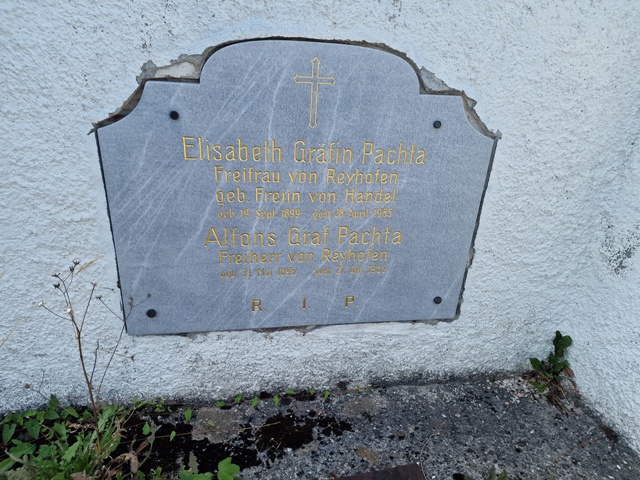 Elisabeth Gräfin Pachta
Freifrau von Reyhofen
geb. Freiin von Handel
geb. 19. Sept. 1899 gest. 28. April 1985
Alfons Graf Pachta
Freiherr von Reyhofen
R I P